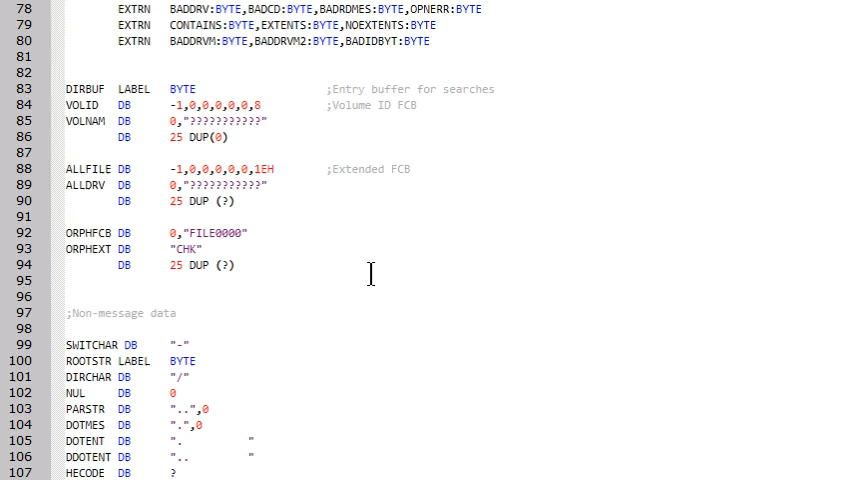 78 EXTRN BADDRV:BYTE,BADCD:BYTE,BADRDMES:BYTE,OPNERR:BYTE
79 EXTRN CONTAINS:BYTE,EXTENTS:BYTE,NOEXTENTS:BYTE
80 EXTRN BADDRVM:BYTE,BADDRVM2:BYTE,BADIDBYT:BYTE
81
82
83 DIRBUF LABEL BYTE ;Entry buffer for searches
84 VOLID DB -1,0,0,0,0,0,8 ;Volume ID FCB
85 VOLNAM DB 0,"???????????"
86 DB 25 DUP(0)
87
88 ALLFILE DB -1,0,0,0,0,0,1EH ;Extended FCB
89 ALLDRV DB 0,"???????????"
90 DB 25 DUP (?)
91
92 ORPHFCB DB 0,"FILE0000"
93 ORPHEXT DB "CHK"
94 DB 25 DUP (?)
95
96
97 ;Non-message data
98
99 SWITCHAR DB "-"
100 ROOTSTR LABEL BYTE
101 DIRCHAR DB "/"
102 NUL DB 0
103 PARSTR DB "..",0
104 DOTMES DB ".",0
105 DOTENT DB ".          "
106 DDOTENT DB "..         "
107 HECODE DB ?